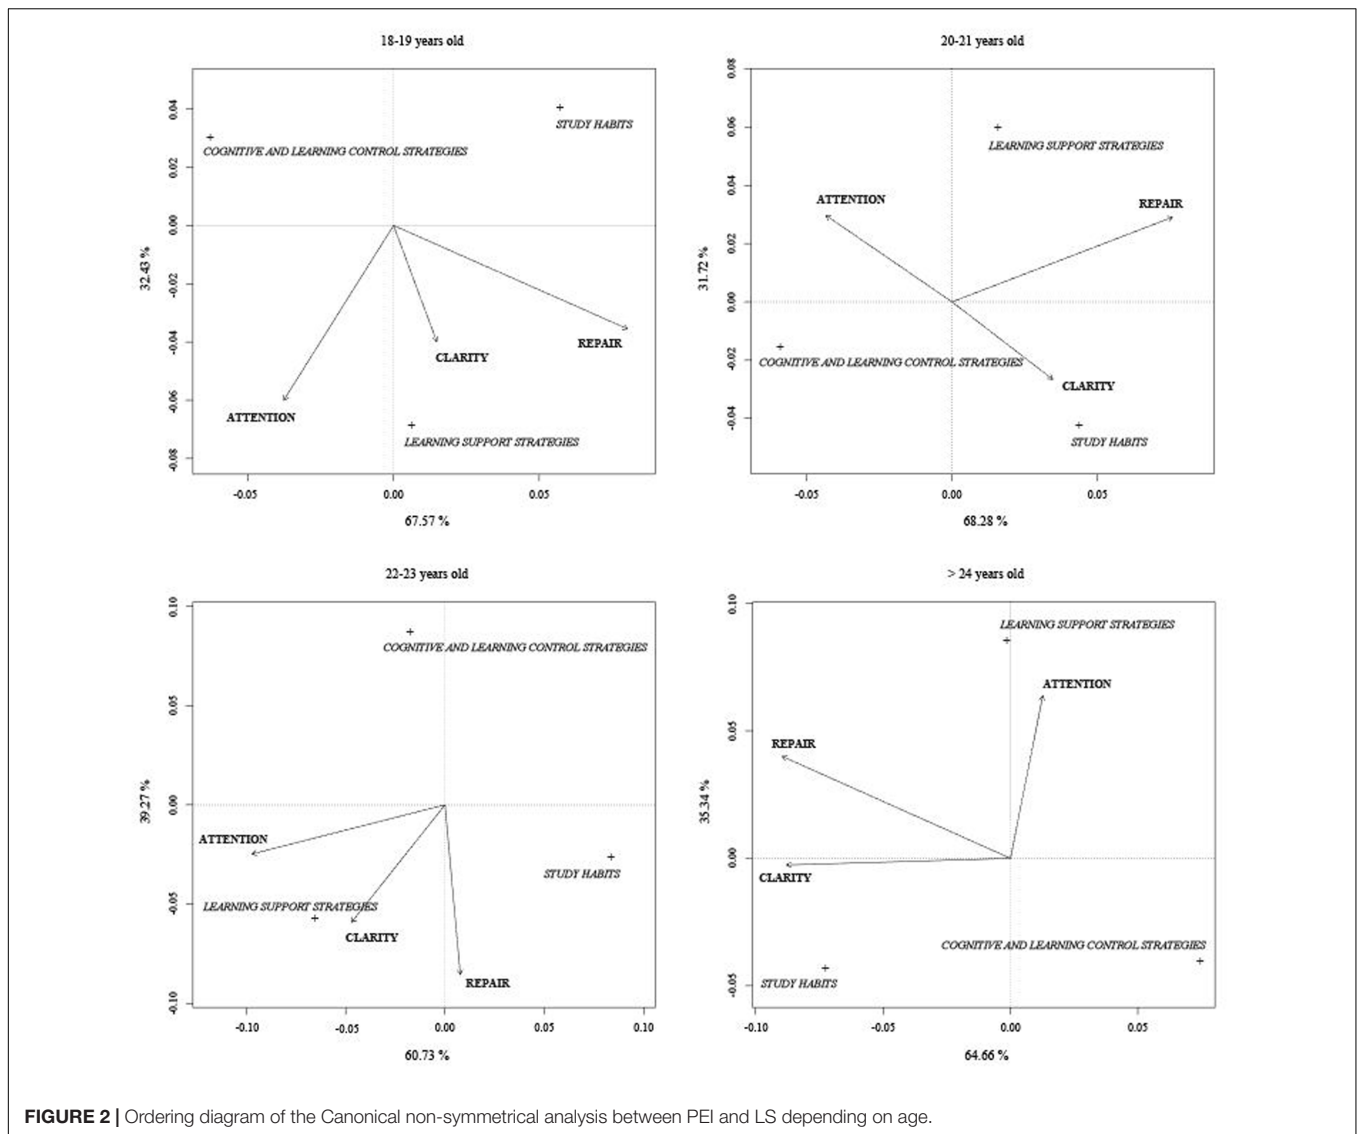 18-19 years old
0.04
0.02
0.00
-0.02
-0.04
-0.06
-0.08
32.43 %
STUDY HABITS
COGNITIVE AND LEARNING CONTROL STRATEGIES
CLARITY
REPAIR
ATTENTION
LEARNING SUPPORT STRATEGIES
-0.05
0.00
0.05
67.57 %
20-21 years old
0.08
0.06
0.04
0.02
0.00
-0.02
-0.04
31.72 %
LEARNING SUPPORT STRATEGIES
ATTENTION
REPAIR
COGNITIVE AND LEARNING CONTROL STRATEGIES
CLARITY
STUDY HABITS
-0.05
0.00
0.05
68.28 %
22-23 years old
0.10
0.05
0.00
-0.05
-0.10
39.27 %
COGNITIVE AND LEARNING CONTROL STRATEGIES
ATTENTION
STUDY HABITS
LEARNING SUPPORT STRATEGIES
CLARITY
REPAIR
-0.10
-0.05
0.00
0.05
0.10
60.73 %
> 24 years old
0.10
0.05
0.00
-0.05
35.34 %
LEARNING SUPPORT STRATEGIES
ATTENTION
REPAIR
CLARITY
COGNITIVE AND LEARNING CONTROL STRATEGIES
STUDY HABITS
-0.10
-0.05
0.00
0.05
64.66 %
FIGURE 2 | Ordering diagram of the Canonical non-symmetrical analysis between PEI and LS depending on age.